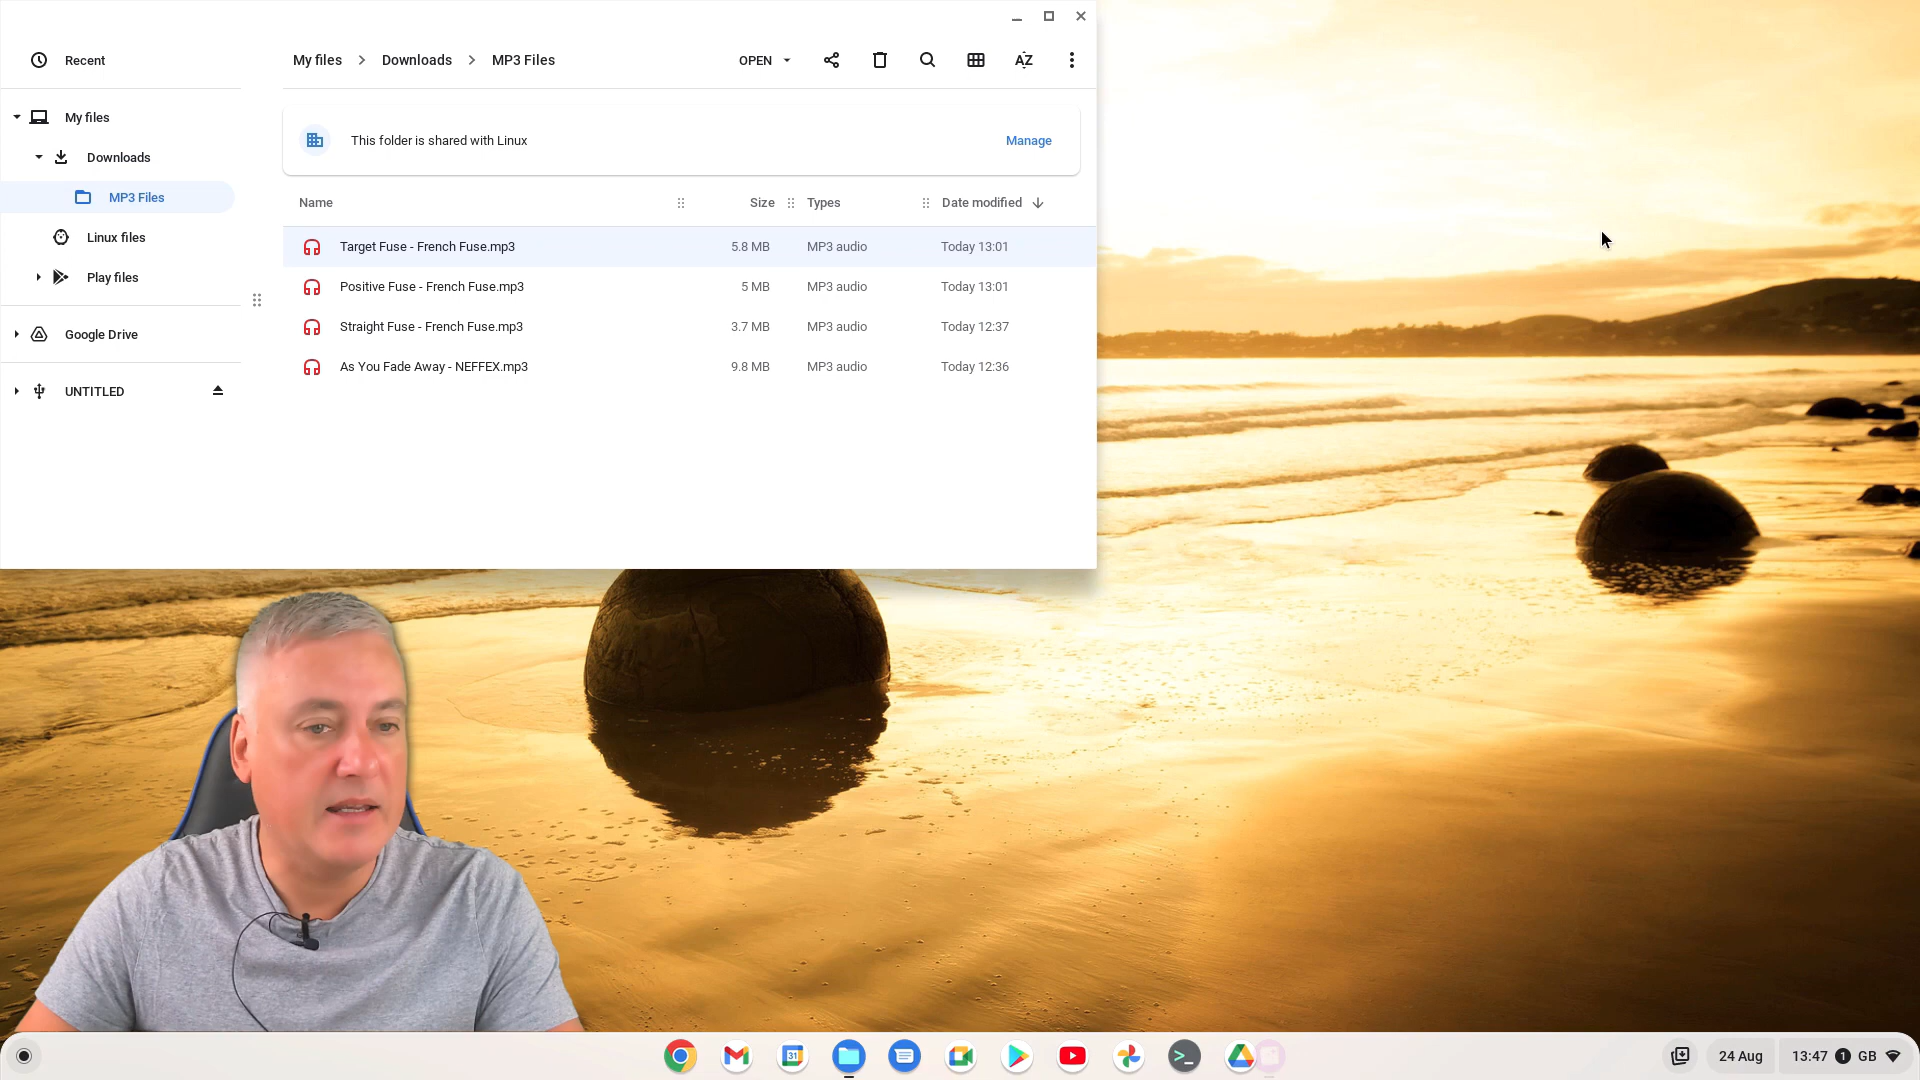 Recent
My files > Downloads > MP3 Files
OPEN
AZ
My files
Downloads
MP3 Files
Linux files
Play files
Google Drive
UNTITLED
This folder is shared with Linux
Manage
Name Size Types Date modified
Target Fuse - French Fuse.mp3 5.8 MB MP3 audio Today 13:01
Positive Fuse - French Fuse.mp3 5 MB MP3 audio Today 13:01
Straight Fuse - French Fuse.mp3 3.7 MB MP3 audio Today 12:37
As You Fade Away - NEFFEX.mp3 9.8 MB MP3 audio Today 12:36
31
>_
24 Aug
13:47 1 GB